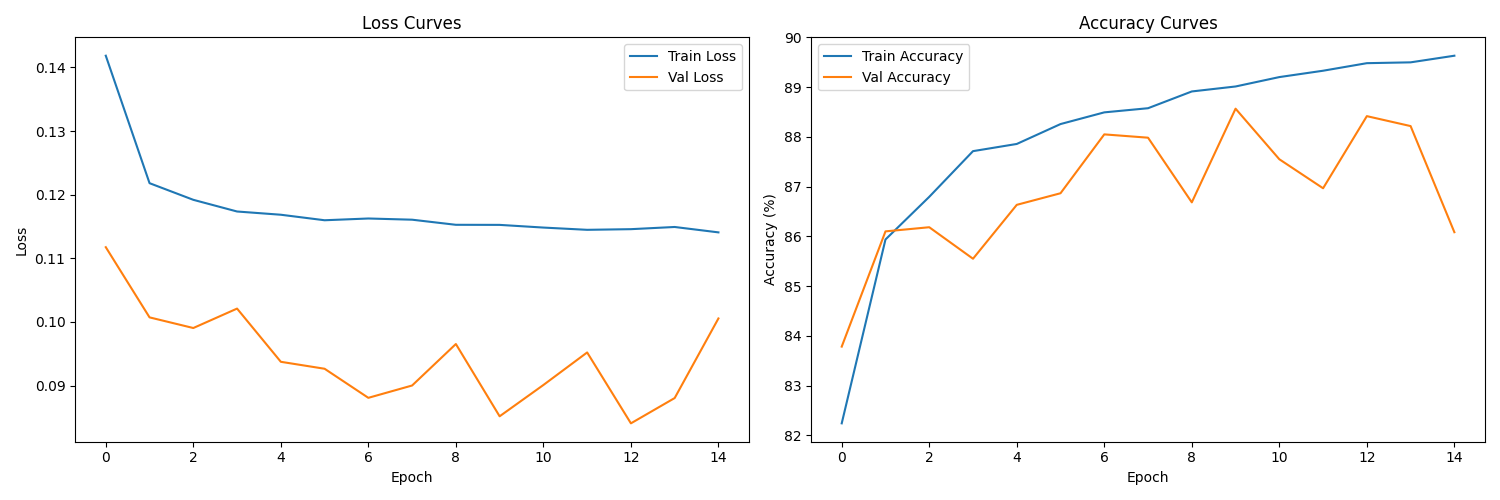 Loss Curves
Train Loss
Val Loss
0.14
0.13
0.12
0.11
0.10
0.09
Loss
0 2 4 6 8 10 12 14
Epoch
Accuracy Curves
Train Accuracy
Val Accuracy
90
89
88
87
86
85
84
83
82
Accuracy (%)
0 2 4 6 8 10 12 14
Epoch